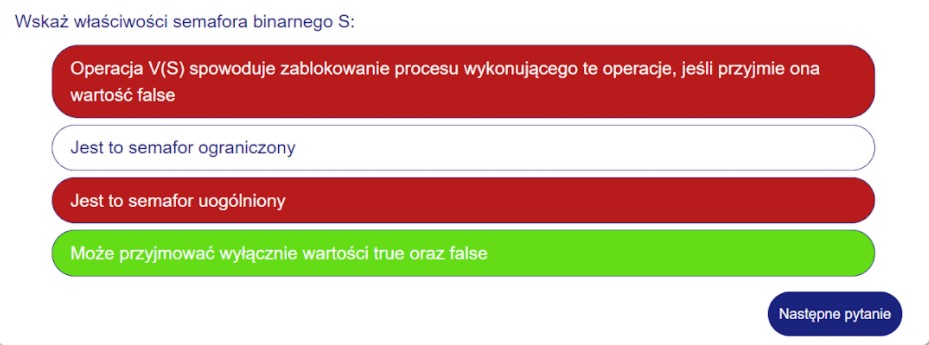 Wskaż właściwości semafora binarnego S:
Operacja V(S) spowoduje zablokowanie procesu wykonującego te operacje, jeśli przyjmie ona
wartość false
Jest to semafor ograniczony
Jest to semafor uogólniony
Może przyjmować wyłącznie wartości true oraz false
Następne pytanie